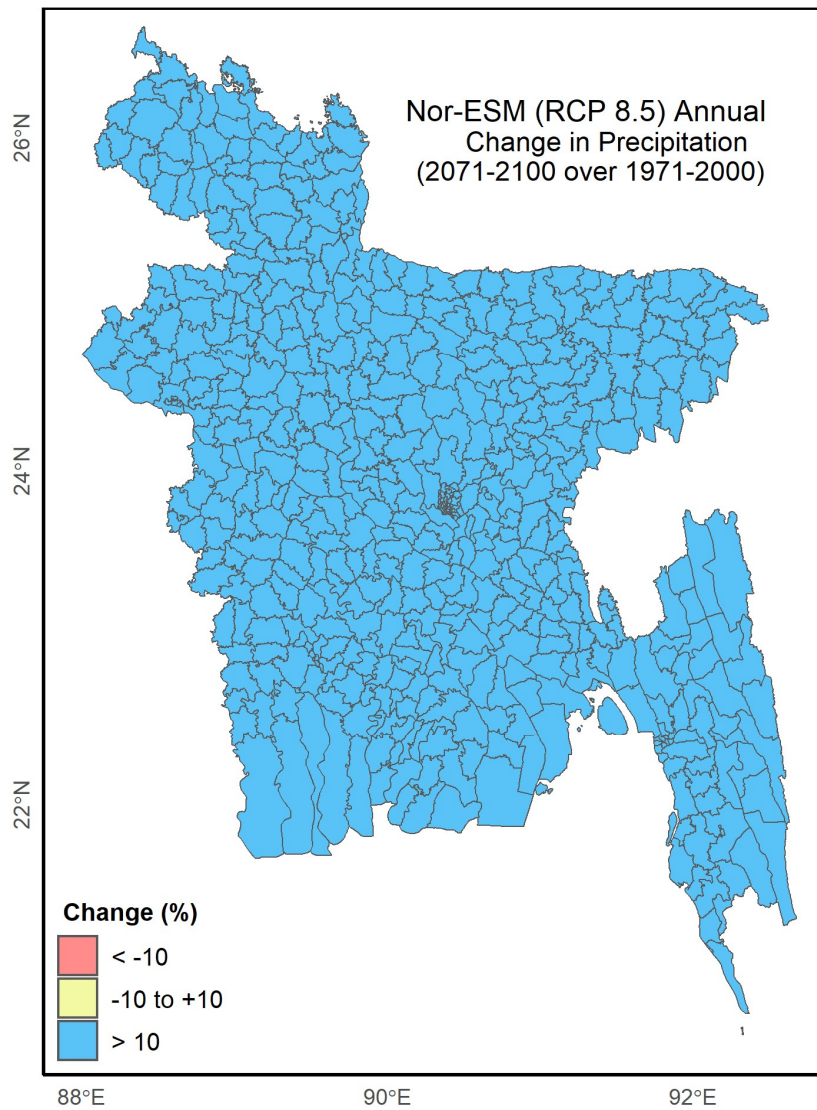 Nor-ESM (RCP 8.5) Annual
Change in Precipitation
(2071-2100 over 1971-2000)
26°N
24°N
22°N
Change (%)
< -10
-10 to +10
> 10
88°E
90°E
92°E